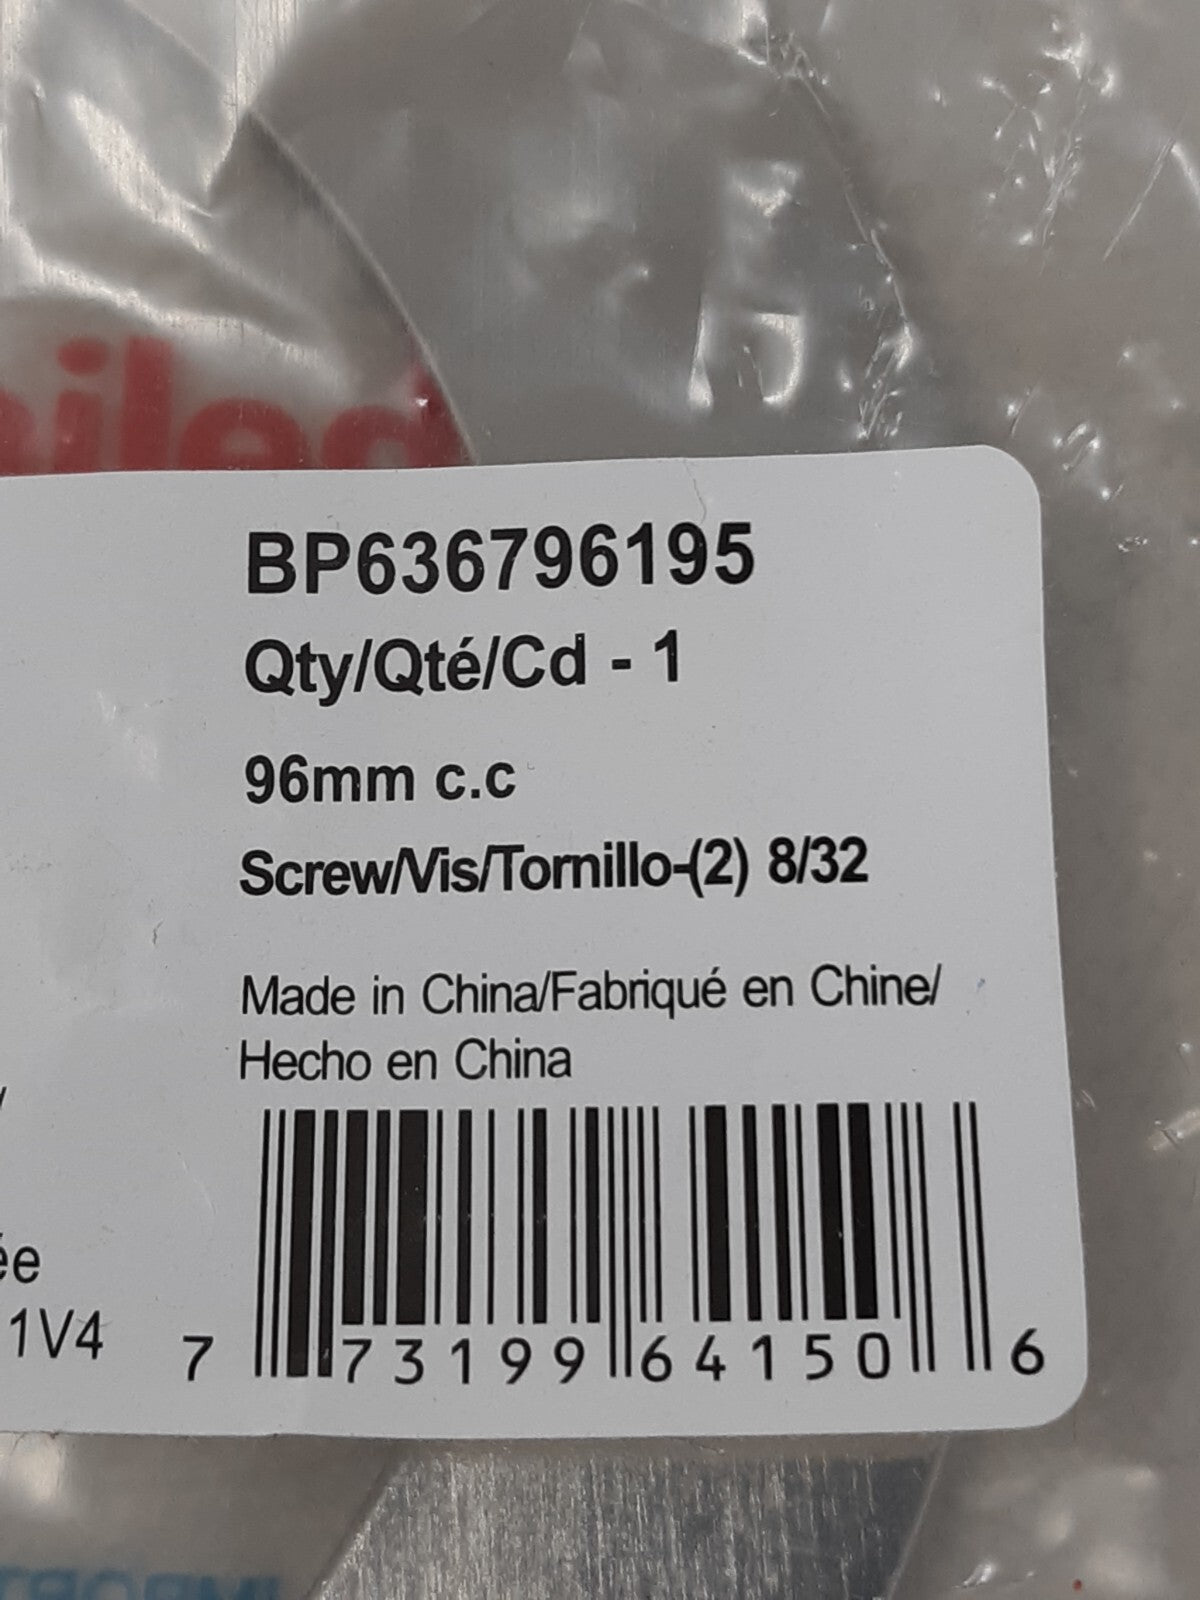 BP636796195
Qty/Qté/Cd - 1
96mm c.c
Screw/Vis/Tornillo-(2) 8/32
Made in China/Fabriqué en Chine/
Hecho en China
1V4
7 73199 64150 6